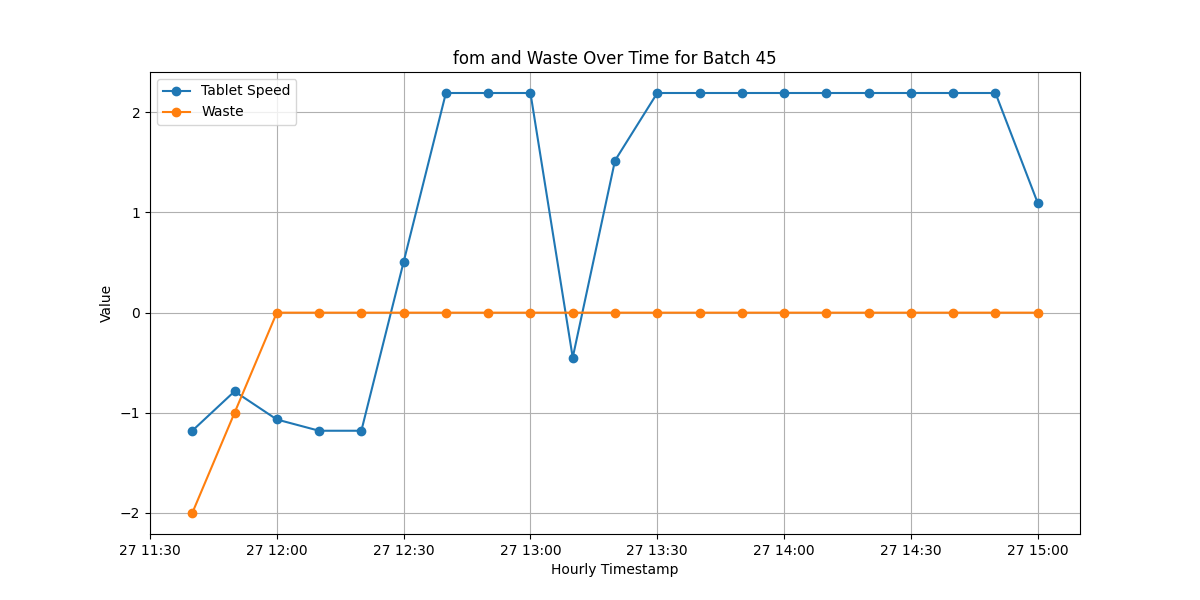 fom and Waste Over Time for Batch 45
Tablet Speed
Waste
2
1
0
−1
−2
Value
27 11:30
27 12:00
27 12:30
27 13:00
27 13:30
27 14:00
27 14:30
27 15:00
Hourly Timestamp